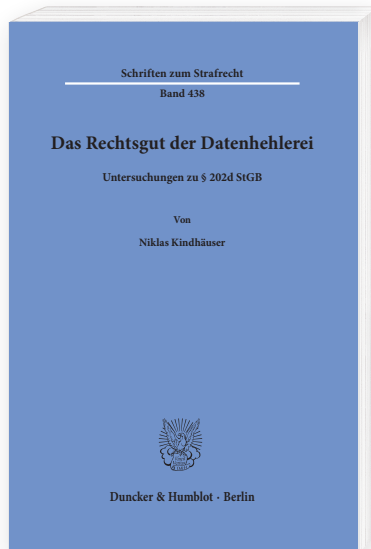 Schriften zum Strafrecht
Band 438
Das Rechtsgut der Datenhehlerei
Untersuchungen zu § 202d StGB
Von
Niklas Kindhäuser
Duncker & Humblot · Berlin